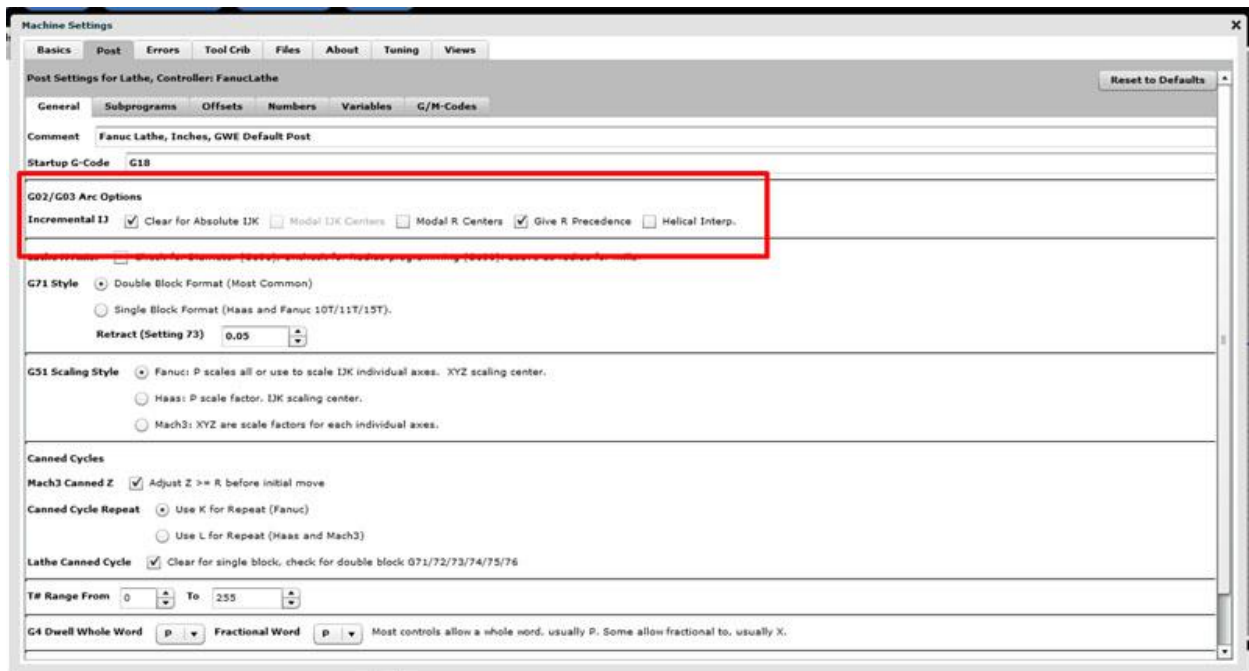 Machine Settings
Basics Post Errors Tool Crib Files About Tuning Views
Post Settings for Lathe, Controller: FanucLathe Reset to Defaults
General Subprograms Offsets Numbers Variables G/M-Codes
Comment Fanuc Lathe, Inches, GWE Default Post
Startup G-Code G18
G02/G03 Arc Options
Incremental IJ Clear for Absolute IJK Modal IJK Centers Modal R Centers Give R Precedence Helical Interp.
G71 Style Double Block Format (Most Common)
Single Block Format (Haas and Fanuc 10T/11T/15T).
Retract (Setting 73) 0.05
G51 Scaling Style Fanuc: P scales all or use to scale IJK individual axes. XYZ scaling center.
Haas: P scale factor. IJK scaling center.
Mach3: XYZ are scale factors for each individual axes.
Canned Cycles
Mach3 Canned Z Adjust Z >= R before initial move
Canned Cycle Repeat Use K for Repeat (Fanuc)
Use L for Repeat (Haas and Mach3)
Lathe Canned Cycle Clear for single block, check for double block G71/72/73/74/75/76
T# Range From 0 To 255
G4 Dwell Whole Word P Fractional Word P Most controls allow a whole word, usually P. Some allow fractional to, usually X.